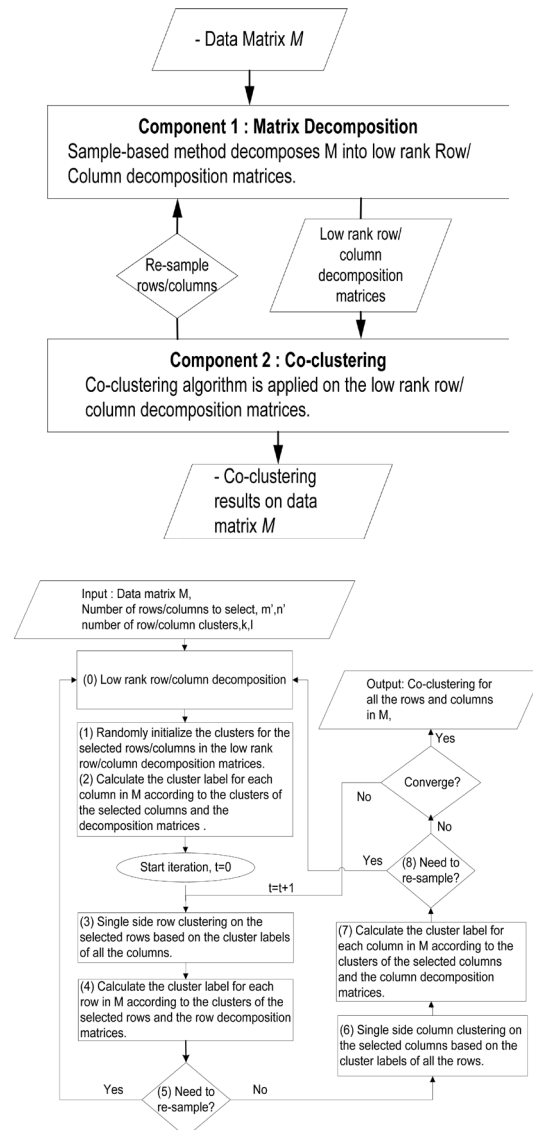 - Data Matrix M
Component 1 : Matrix Decomposition
Sample-based method decomposes M into low rank Row/
Column decomposition matrices.
Re-sample
rows/columns
Low rank row/
column
decomposition
matrices
Component 2 : Co-clustering
Co-clustering algorithm is applied on the low rank row/
column decomposition matrices.
- Co-clustering
results on data
matrix M
Input : Data matrix M,
Number of rows/columns to select, m',n'
number of row/column clusters,k,l
(0) Low rank row/column decomposition
(1) Randomly initialize the clusters for the
selected rows/columns in the low rank
row/column decomposition matrices.
(2) Calculate the cluster label for each
column in M according to the clusters of
the selected columns and the
decomposition matrices .
Start iteration, t=0
t=t+1
(3) Single side row clustering on the
selected rows based on the cluster labels
of all the columns.
(4) Calculate the cluster label for each
row in M according to the clusters of the
selected rows and the row decomposition
matrices.
Yes
(5) Need to
re-sample?
No
(6) Single side column clustering on
the selected columns based on the
cluster labels of all the rows.
(7) Calculate the cluster label for
each column in M according to the
clusters of the selected columns
and the column decomposition
matrices.
Yes
(8) Need to
re-sample?
No
No
Converge?
Yes
Output: Co-clustering for
all the rows and columns
in M,